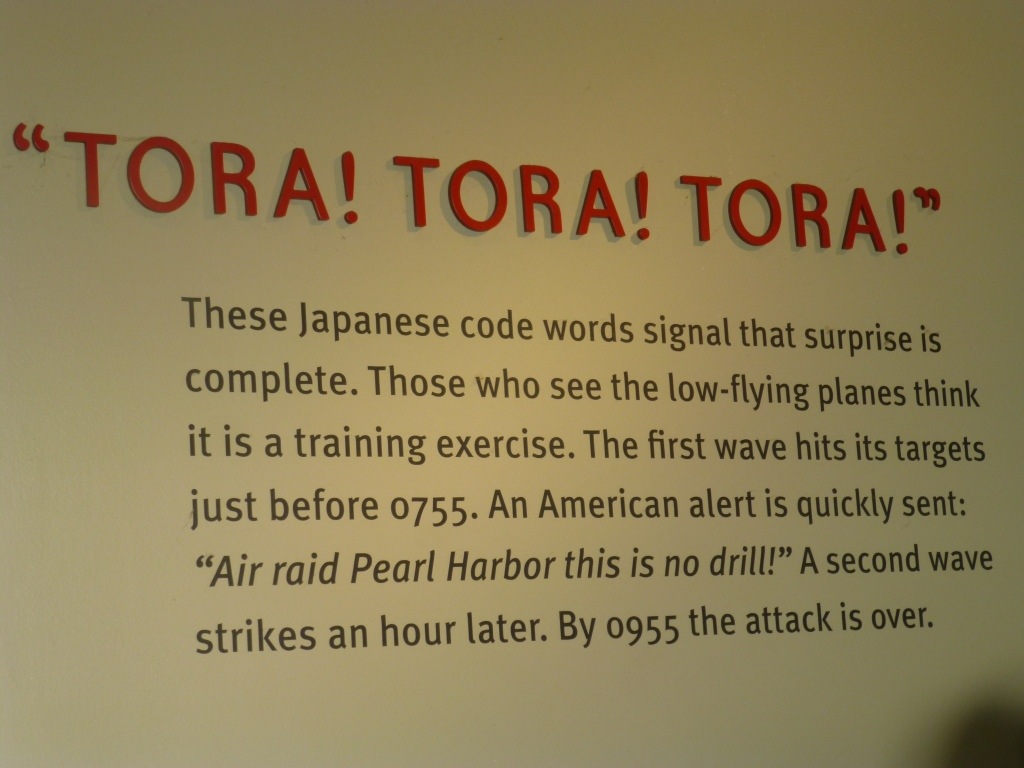 “TORA! TORA! TORA!”
These Japanese code words signal that surprise is
complete. Those who see the low-flying planes think
it is a training exercise. The first wave hits its targets
just before 0755. An American alert is quickly sent:
“Air raid Pearl Harbor this is no drill!” A second wave
strikes an hour later. By 0955 the attack is over.